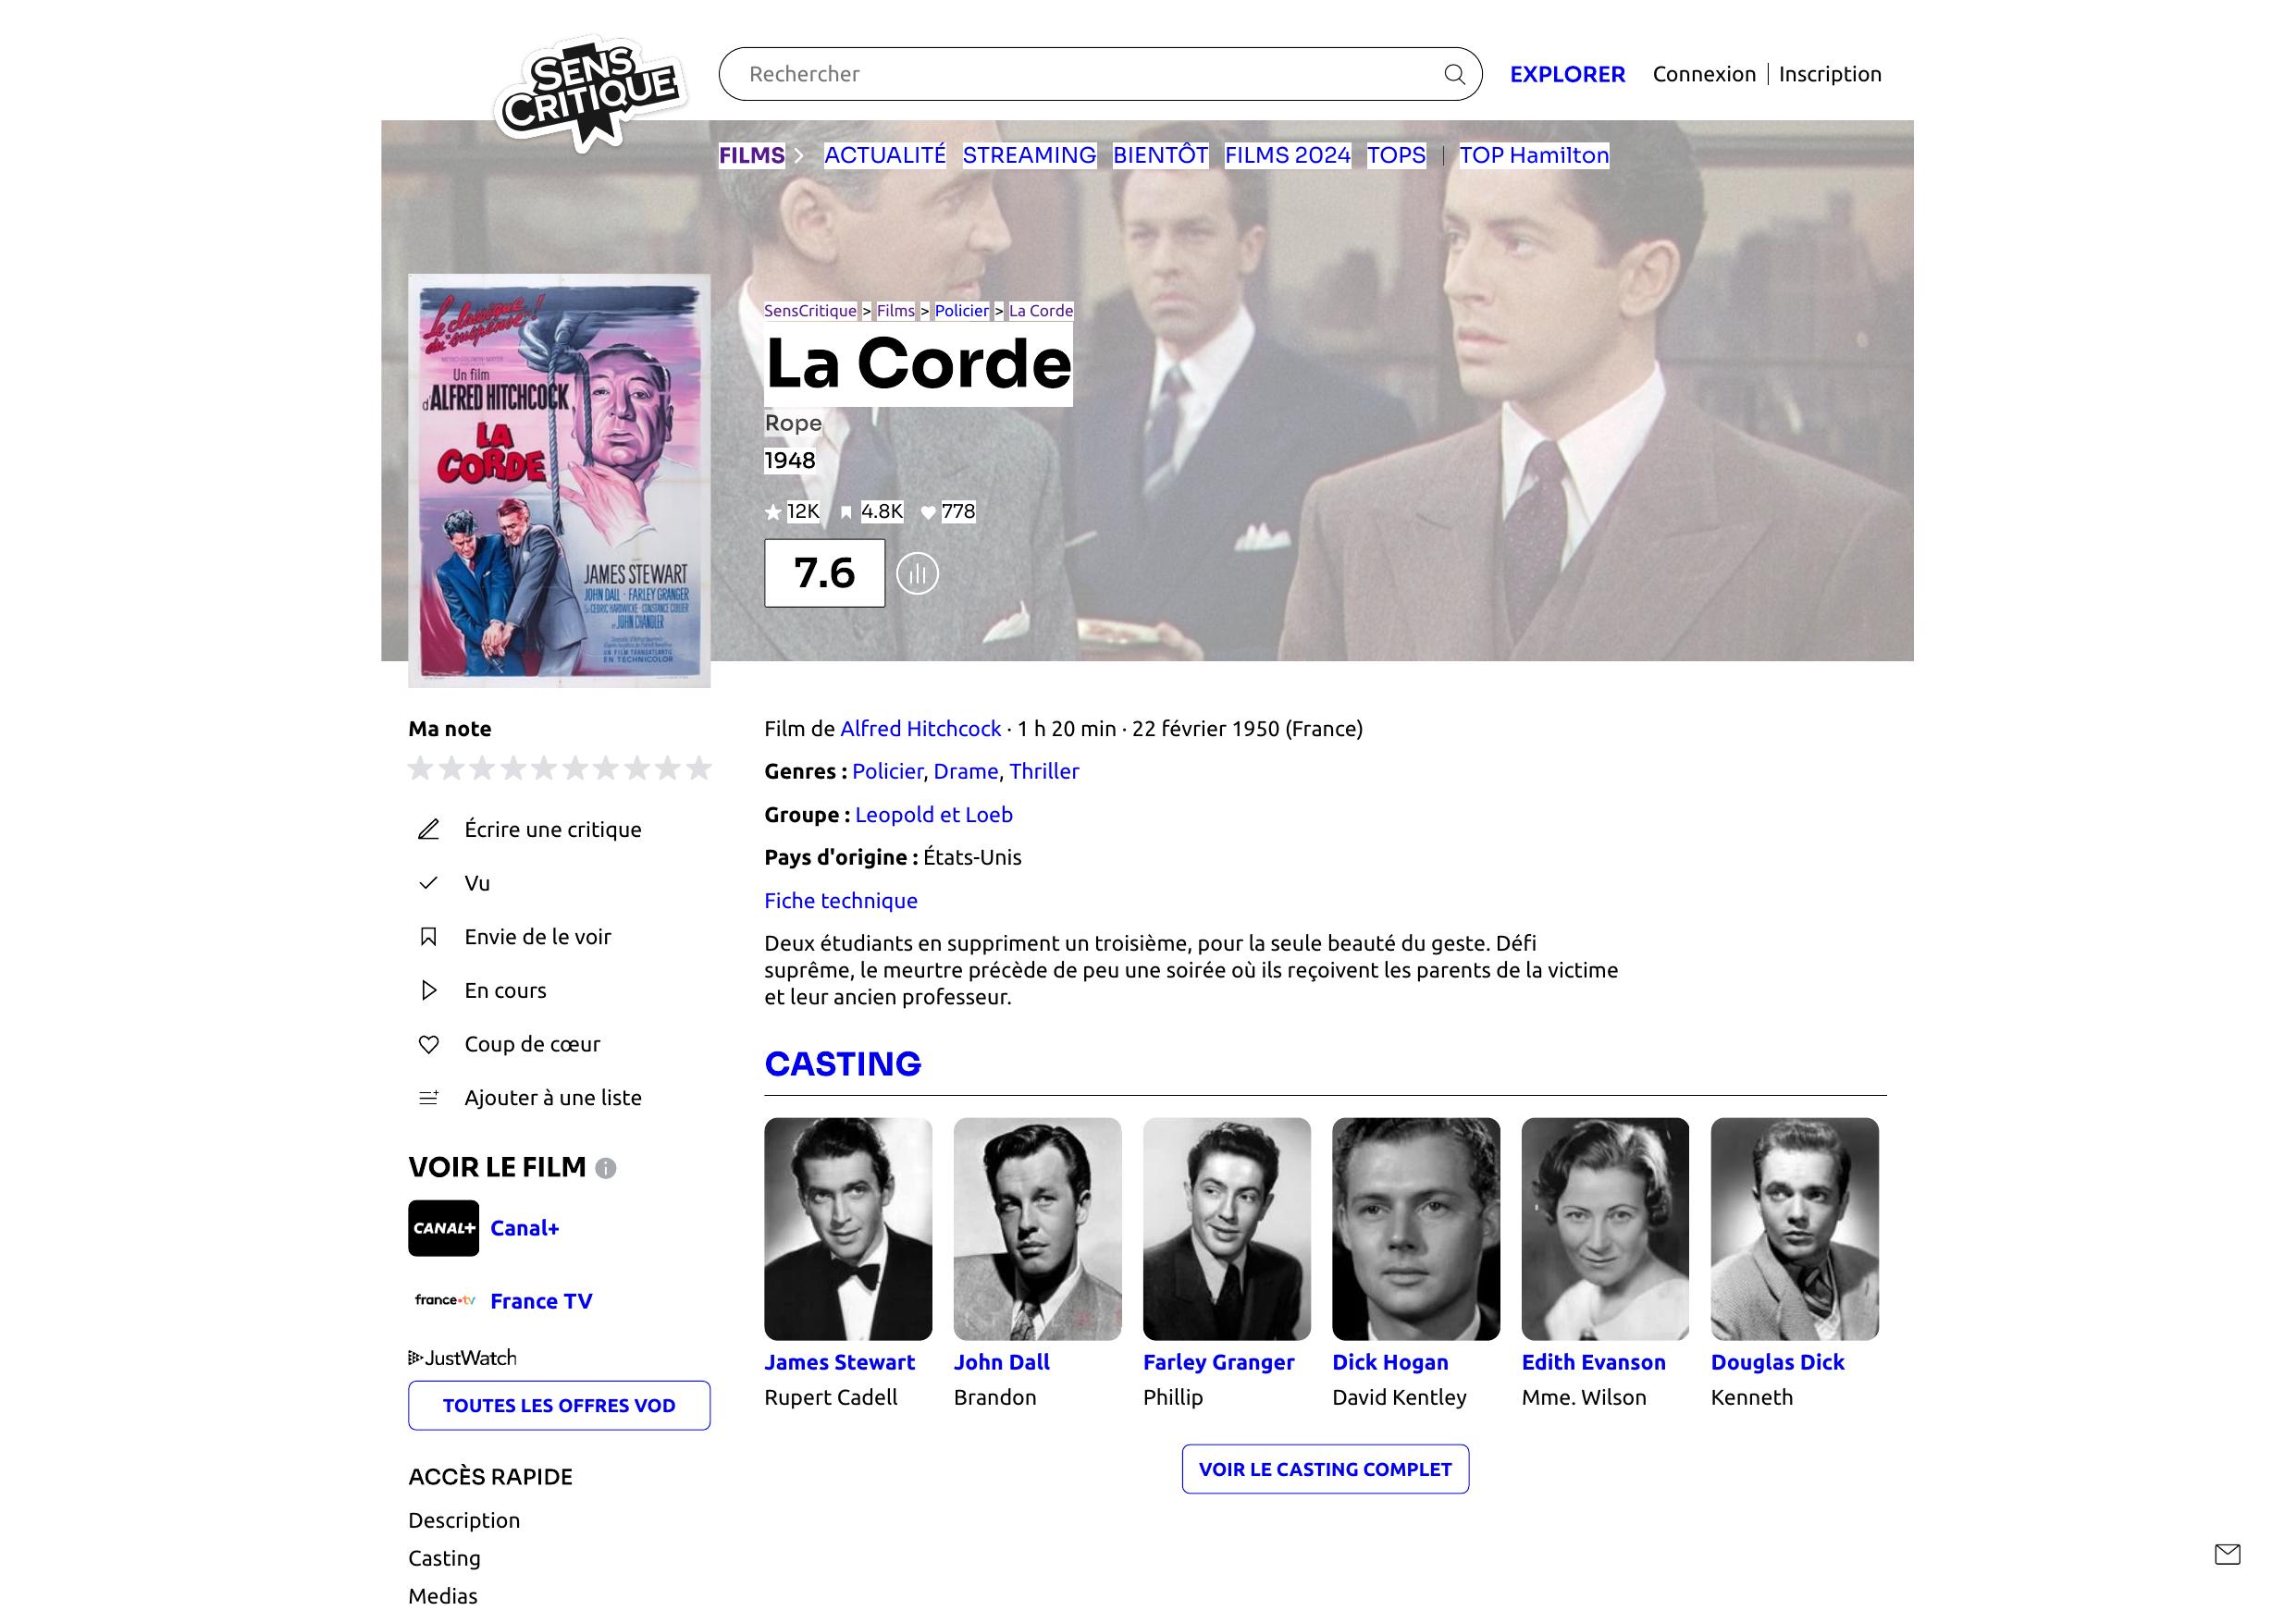 SENS
CRITIQUE
Rechercher
EXPLORER
Connexion | Inscription
FILMS
ACTUALITÉ
STREAMING
BIENTÔT
FILMS 2024
TOPS
TOP Hamilton
Le classique
du "suspense"!
Un film
d'ALFRED HITCHCOCK
LA
CORDE
JAMES STEWART
JOHN DALL - FARLEY GRANGER
CEDRIC HARDWICKE - CONSTANCE COLLIER
et JOHN CHANDLER
UN FILM TRANSATLANTIC
EN TECHNICOLOR
SensCritique > Films > Policier > La Corde
La Corde
Rope
1948
12K 4.8K 778
7.6
Ma note
Écrire une critique
Vu
Envie de le voir
En cours
Coup de cœur
Ajouter à une liste
VOIR LE FILM
CANAL+ Canal+
france•tv France TV
JustWatch
TOUTES LES OFFRES VOD
ACCÈS RAPIDE
Description
Casting
Medias
Film de Alfred Hitchcock · 1 h 20 min · 22 février 1950 (France)
Genres : Policier, Drame, Thriller
Groupe : Leopold et Loeb
Pays d'origine : États-Unis
Fiche technique
Deux étudiants en suppriment un troisième, pour la seule beauté du geste. Défi
suprême, le meurtre précède de peu une soirée où ils reçoivent les parents de la victime
et leur ancien professeur.
CASTING
James Stewart
Rupert Cadell
John Dall
Brandon
Farley Granger
Phillip
Dick Hogan
David Kentley
Edith Evanson
Mme. Wilson
Douglas Dick
Kenneth
VOIR LE CASTING COMPLET